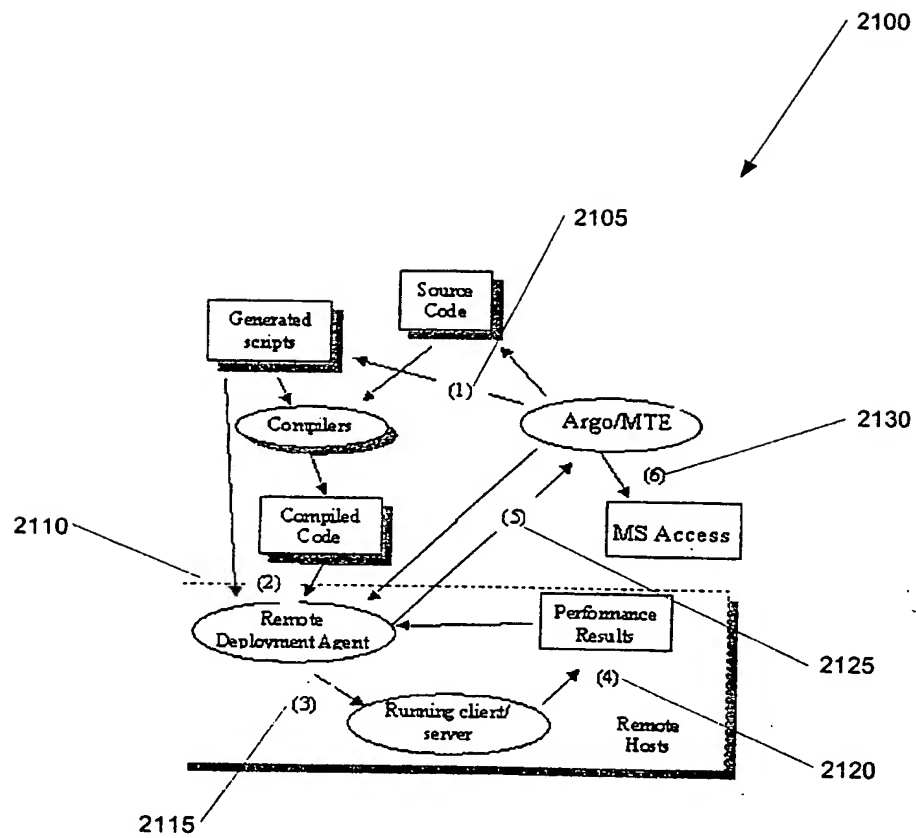 2100
2105
Source
Code
Generated
scripts
(1)
Compilers
Argo/MTE
2130
(6)
Compiled
Code
(5)
MS Access
2110
(2)
Remote
Deployment Agent
Performance
Results
2125
(3)
(4)
Running client/
server
Remote
Hosts
2120
2115